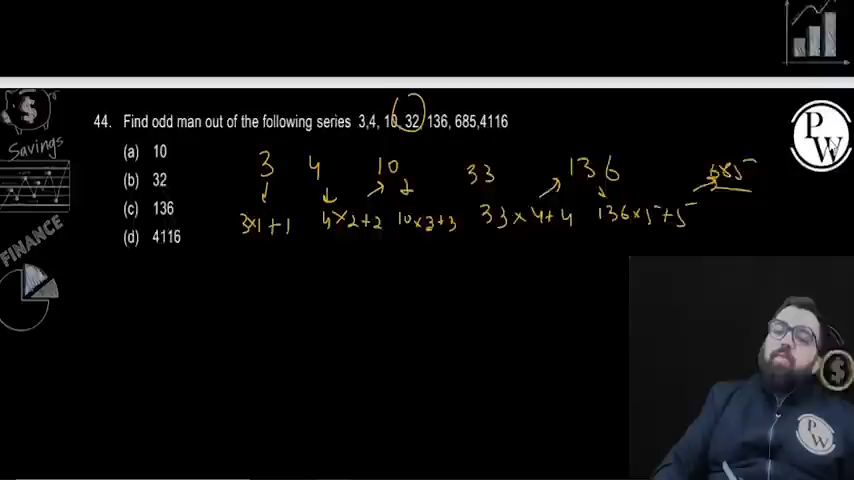 44. Find odd man out of the following series 3,4, 10, 32, 136, 685,4116
(a) 10
(b) 32
(c) 136
(d) 4116
3 4 10 33 136 685
3×1+1 4×2+2 10×3+3 33×4+4 136×5+5
Savings
FINANCE
PW
PW